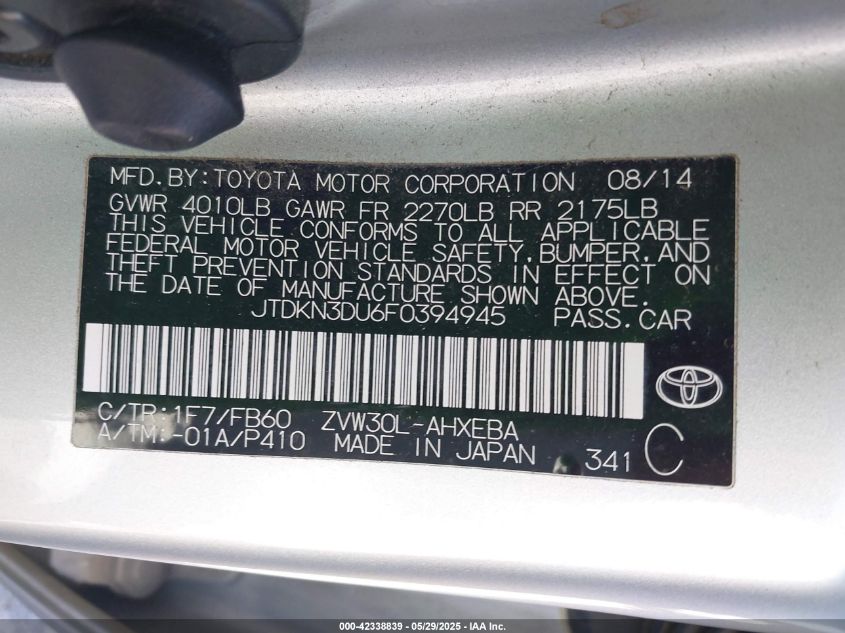 MFD.BY:TOYOTA MOTOR CORPORATION 08/14
GVWR 4010LB GAWR FR 2270LB RR 2175LB
THIS VEHICLE CONFORMS TO ALL APPLICABLE
FEDERAL MOTOR VEHICLE SAFETY,BUMPER,AND
THEFT PREVENTION STANDARDS IN EFFECT ON
THE DATE OF MANUFACTURE SHOWN ABOVE.
JTDKN3DU6F0394945 PASS.CAR
C/TR:1F7/FB60 ZVW30L-AHXEBA
A/TM:-01A/P410 MADE IN JAPAN 341 C
000-42338839 - 05/29/2025 - IAA Inc.